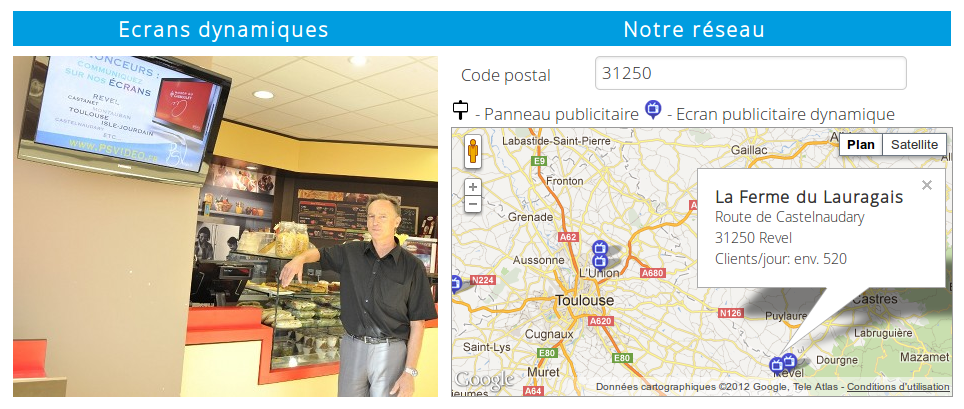 Ecrans dynamiques
NONCEURS :
COMMUNIQUEZ
SUR NOS ÉCRANS
REVEL
CASTANET
MONTAUBAN
TOULOUSE
CASTELNAUDARY
ISLE-JOURDAIN
ETC...
WWW.PSVIDEO.FR
Notre réseau
Code postal
31250
- Panneau publicitaire - Ecran publicitaire dynamique
Labastide-Saint-Pierre
Gaillac
Plan Satellite
E9
Fronton
La Ferme du Lauragais
Route de Castelnaudary
31250 Revel
Clients/jour: env. 520
Grenade
A62
Aussonne
L'Union
A680
N224
Toulouse
Castres
A620
N126
Puylaure
Cugnaux
Labruguière
Saint-Lys
E80
E80
Muret
Revel
Dourgne
Mazamet
Google
Données cartographiques ©2012 Google, Tele Atlas - Conditions d'utilisation
eumes
A64